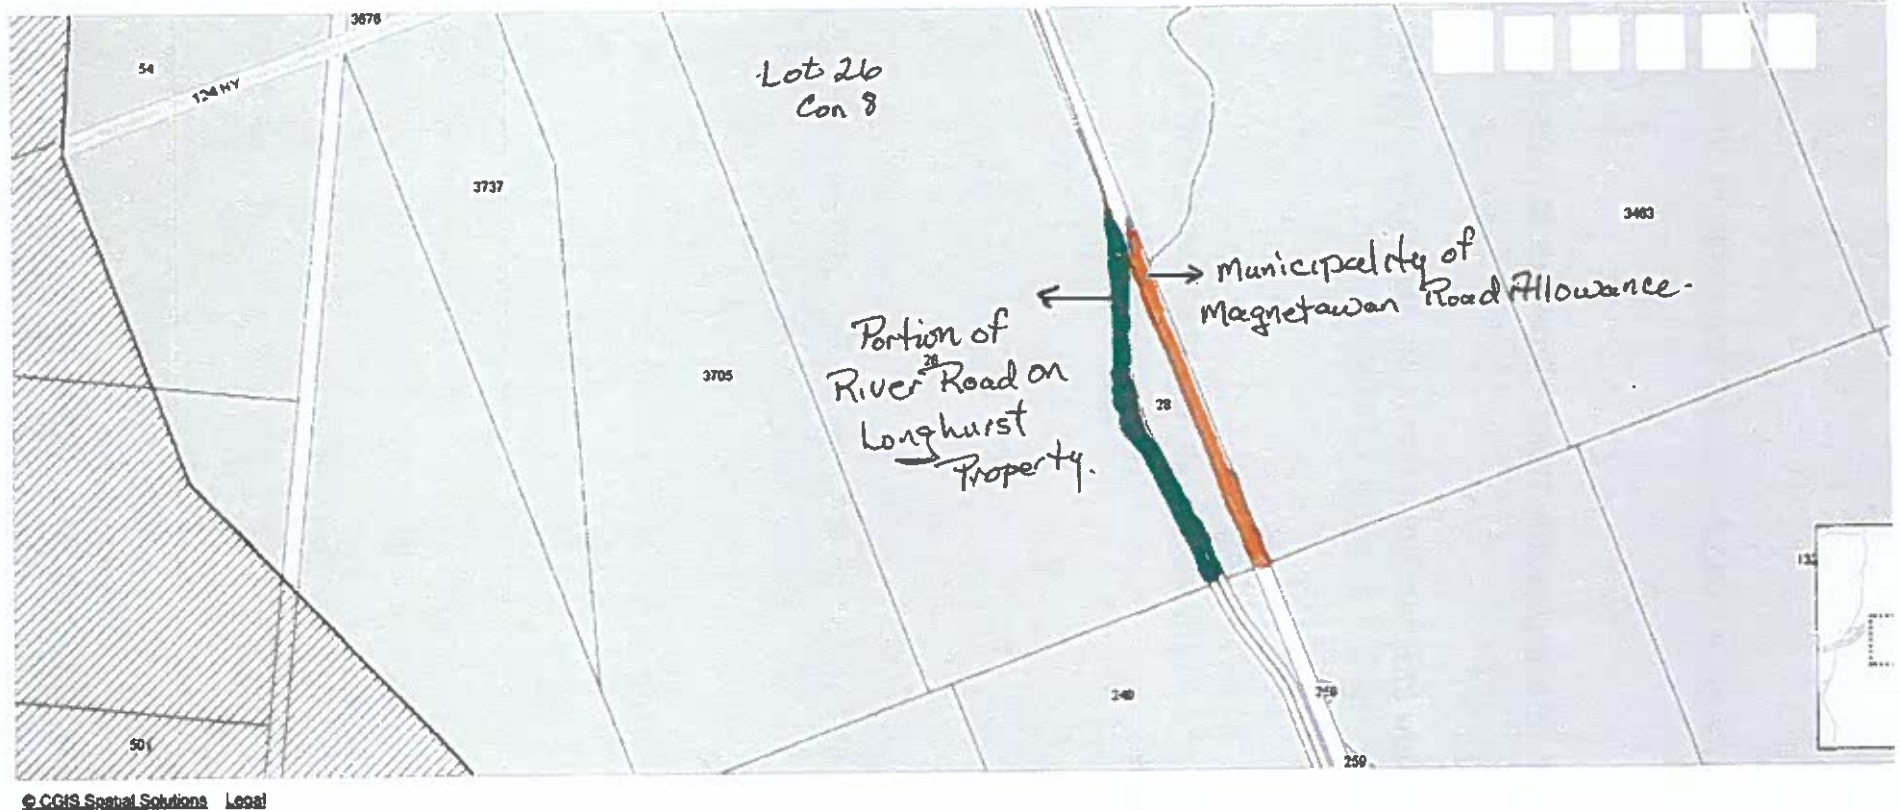 3676
54
124 HY
Lot 26
Con 8
3737
3463
Municipality of
Magnetawan Road Allowance.
Portion of
28
River Road on
Longhurst
Property.
3705
28
132
240
259
501
259
© CGIS Spatial Solutions Legal